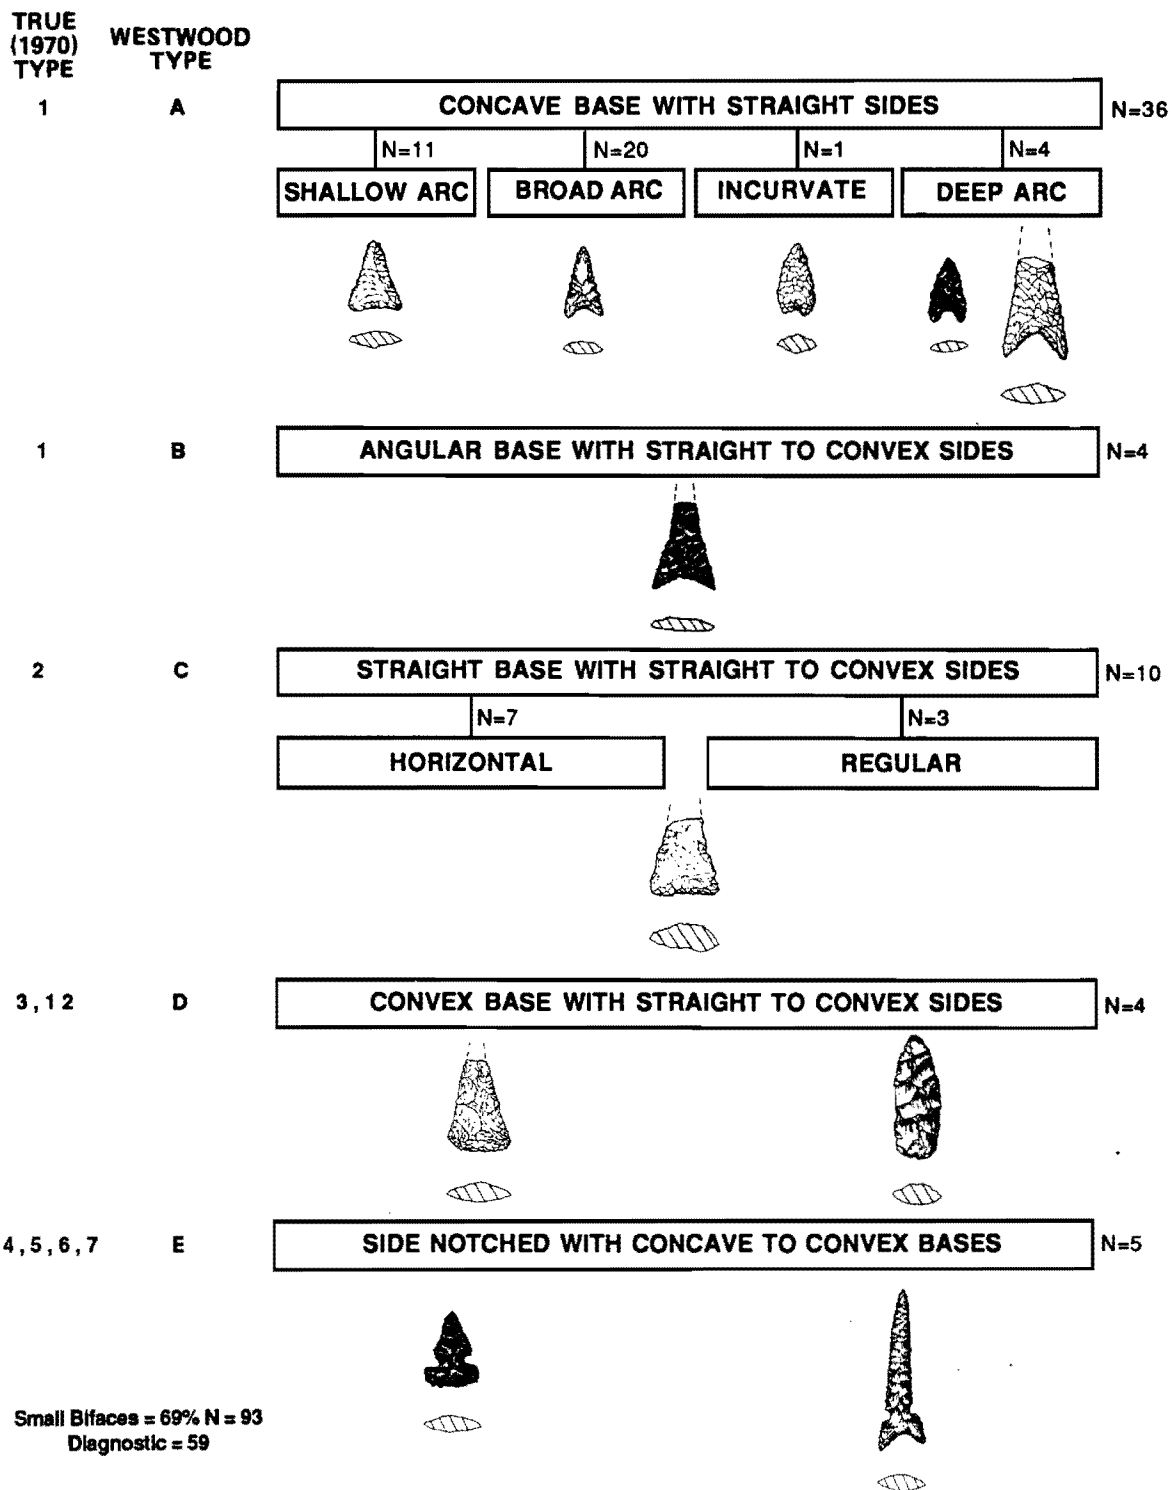 TRUE
(1970)
TYPE
WESTWOOD
TYPE
1 A CONCAVE BASE WITH STRAIGHT SIDES N=36
N=11 N=20 N=1 N=4
SHALLOW ARC BROAD ARC INCURVATE DEEP ARC
1 B ANGULAR BASE WITH STRAIGHT TO CONVEX SIDES N=4
2 C STRAIGHT BASE WITH STRAIGHT TO CONVEX SIDES N=10
N=7 N=3
HORIZONTAL REGULAR
3,12 D CONVEX BASE WITH STRAIGHT TO CONVEX SIDES N=4
4,5,6,7 E SIDE NOTCHED WITH CONCAVE TO CONVEX BASES N=5
Small Bifaces = 69% N = 93
Diagnostic = 59